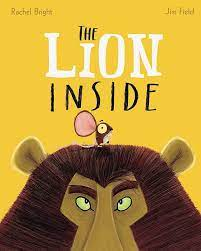 Rachel Bright
Jim Field
THE
LION
INSIDE